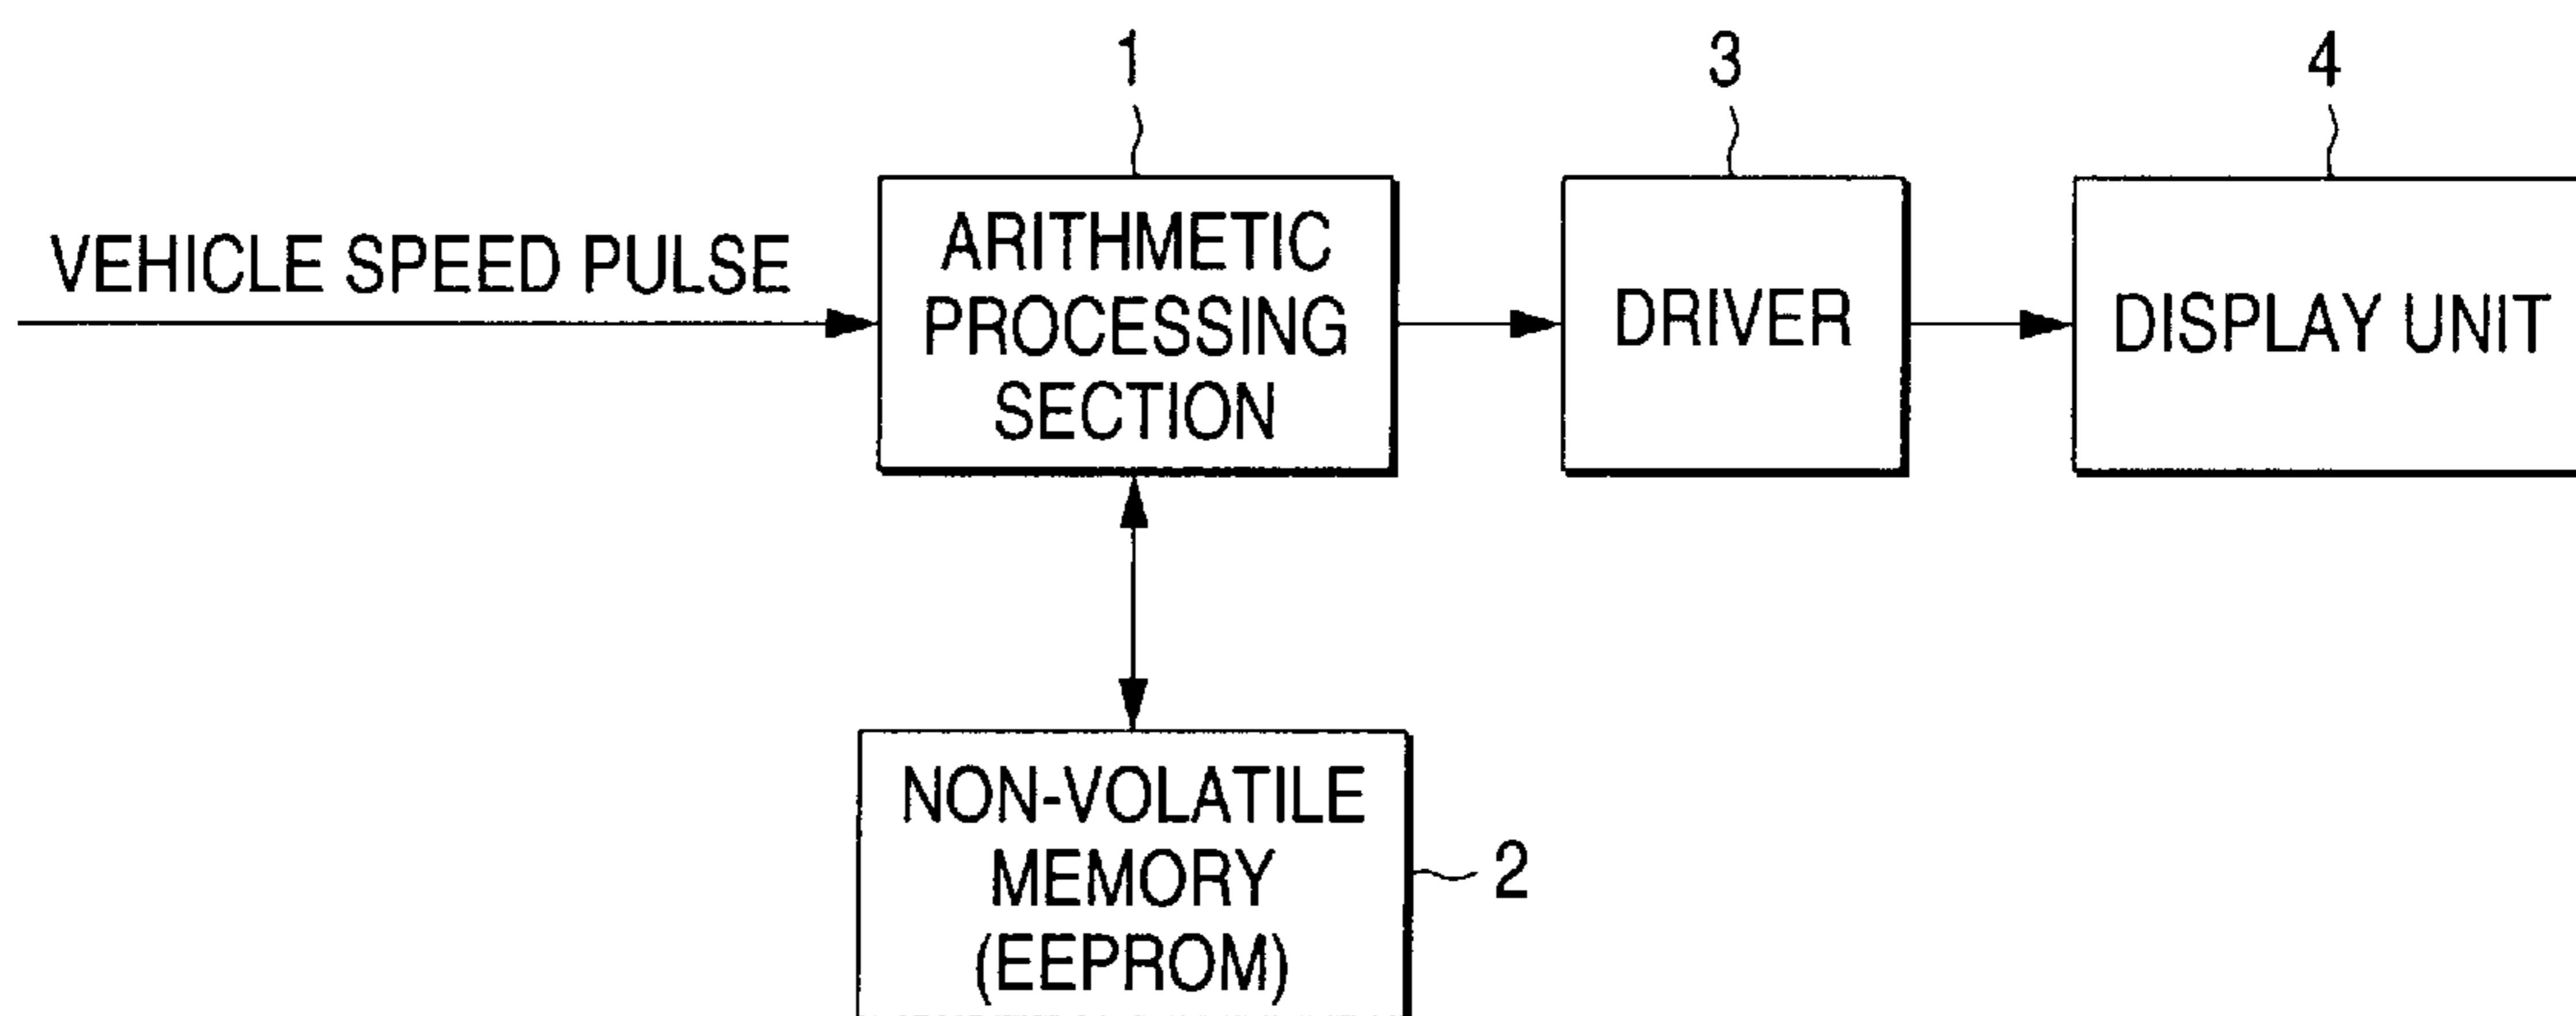 1
3
4
VEHICLE SPEED PULSE
ARITHMETIC
PROCESSING
SECTION
DRIVER
DISPLAY UNIT
NON-VOLATILE
MEMORY
(EEPROM)
2